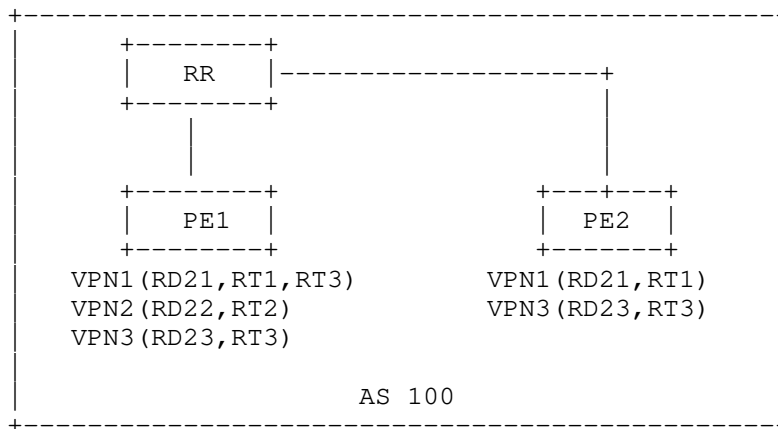 RR
PE1 PE2
VPN1(RD21,RT1,RT3) VPN1(RD21,RT1)
VPN2(RD22,RT2) VPN3(RD23,RT3)
VPN3(RD23,RT3)
AS 100